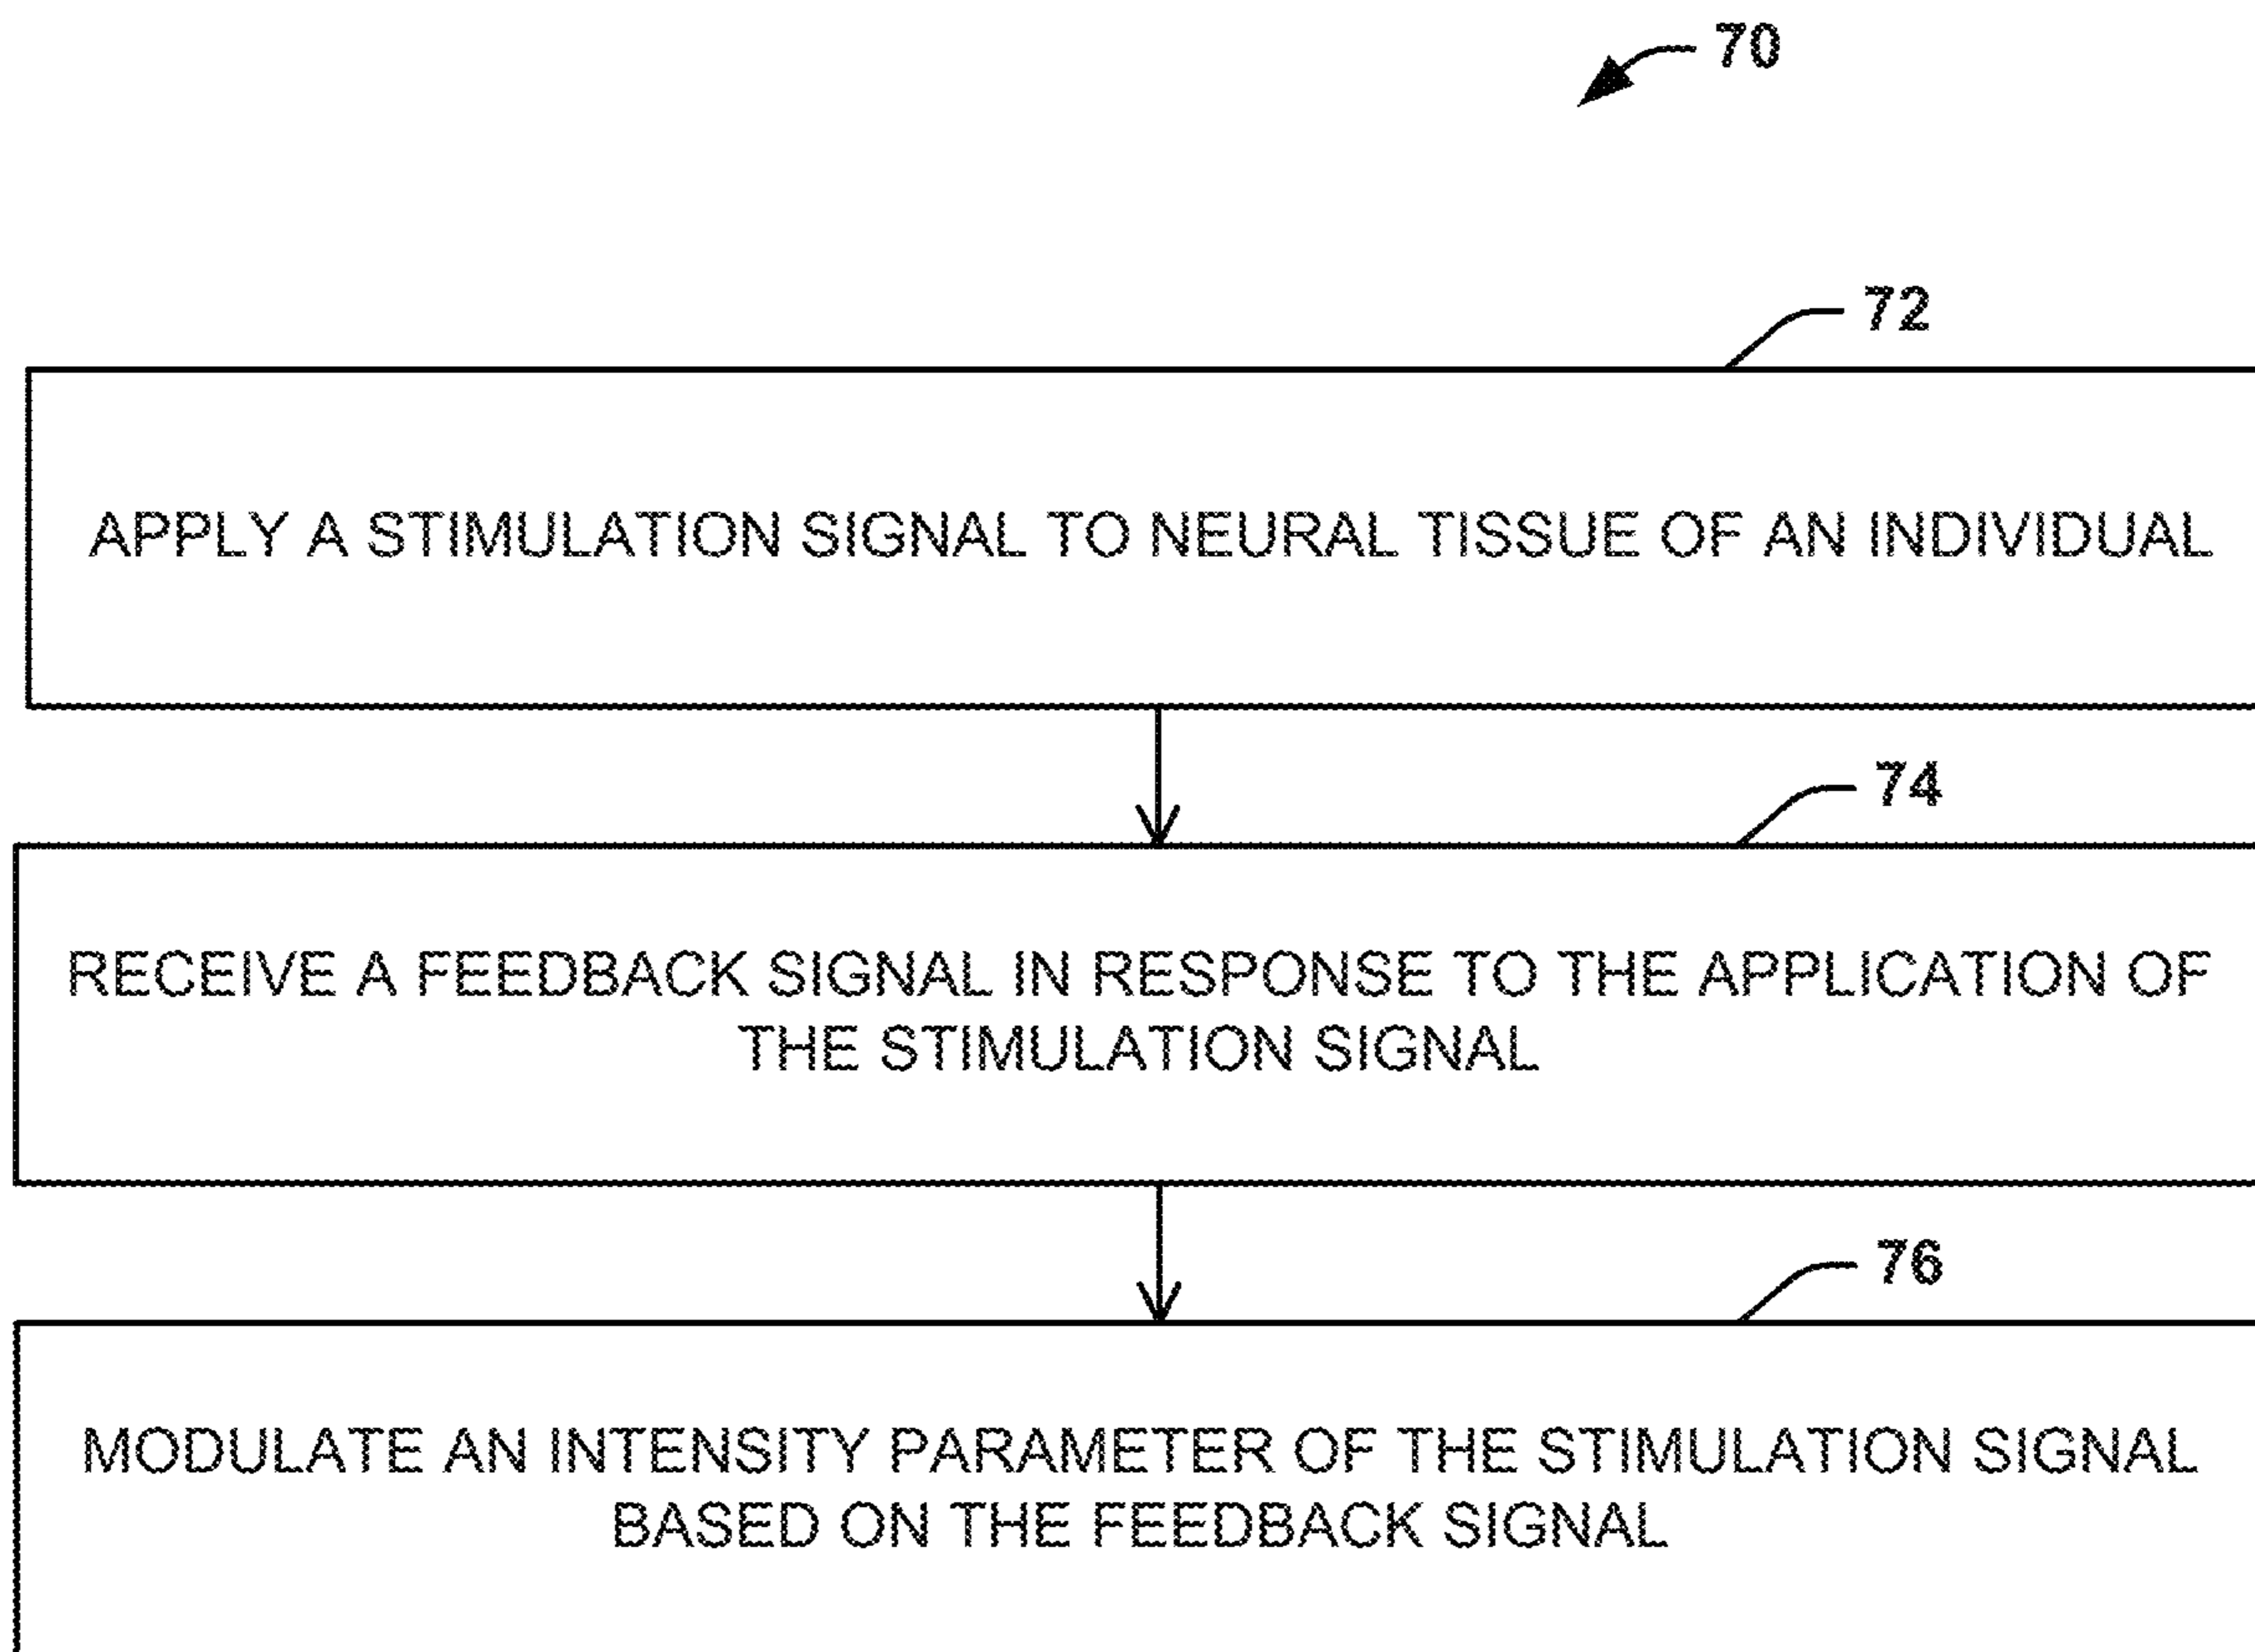 70
72
APPLY A STIMULATION SIGNAL TO NEURAL TISSUE OF AN INDIVIDUAL
74
RECEIVE A FEEDBACK SIGNAL IN RESPONSE TO THE APPLICATION OF
THE STIMULATION SIGNAL
76
MODULATE AN INTENSITY PARAMETER OF THE STIMULATION SIGNAL
BASED ON THE FEEDBACK SIGNAL